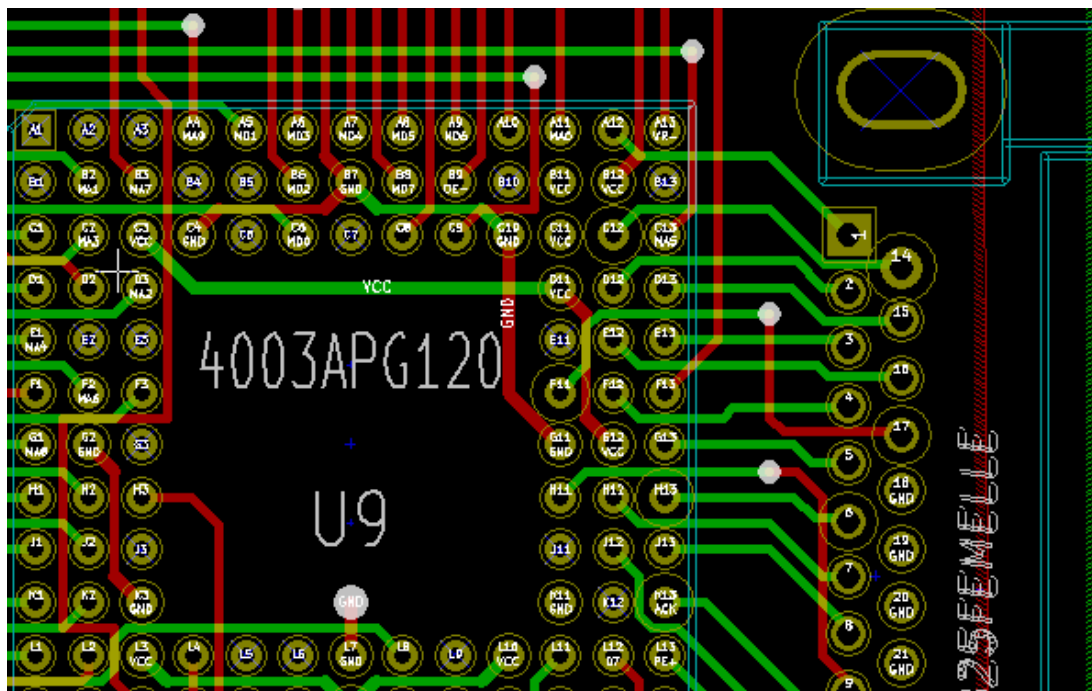 A1 A2 A3 A4 A5 A6 A7 A8 A9 A10 A11 A12 A13
MA9 MD1 MD3 MD4 MD5 MD6 MA0 VR-
B1 B2 B3 B4 B5 B6 B7 B8 B9 B10 B11 B12 B13
MA1 MA7 MD2 GND MD7 OE- VCC VCC
C1 C2 C3 C4 C6 C7 C8 C9 C10 C11 C12 C13
MA3 VCC GND MD0 GND VCC MA5
14
1
D1 D2 D3 D11 D12 D13
MA2 VCC VCC
2
GND
15
E1 E2 E3 E11 E12 E13
MA4
3
4003APG120
16
F1 F2 F3 F11 F12 F13
MA6
4
17
G1 G2 G3 G11 G12 G13
GND GND VCC
5
18
GND
H1 H2 H3 H11 H12 H13
6
U9
19
GND
J1 J2 J3 J11 J12 J13
7
K1 K2 K3 K11 K12 K13
GND GND GND ACK
20
GND
8
L1 L2 L3 L4 L5 L6 L7 L8 L9 L10 L11 L12 L13
VCC GND VCC D7 PE+
21
GND
9
25FEMELLE